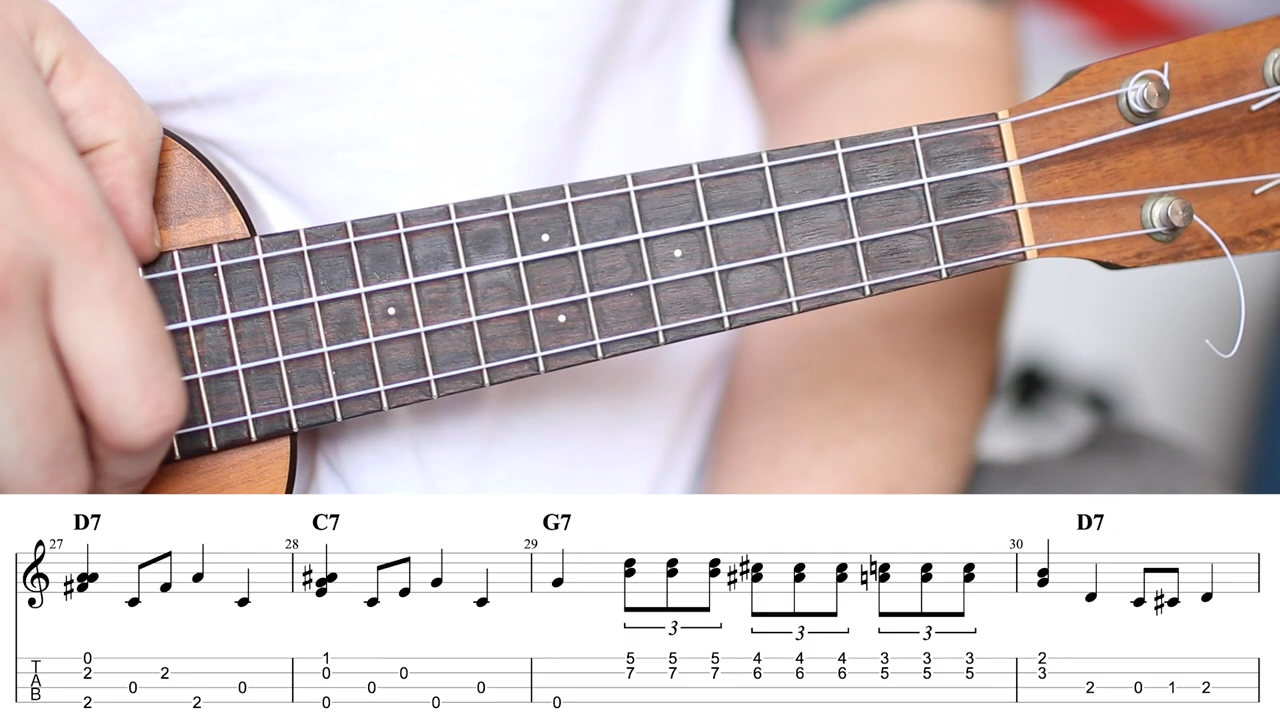 D7 C7 G7 D7
27 28 29 30
3 3 3
T 0 1 5 5 5 4 4 4 3 3 3 2
A 2 2 0 0 7 7 7 6 6 6 5 5 5 3
0 0 0 0 2 0 1 2
B 2 2 0 0 0